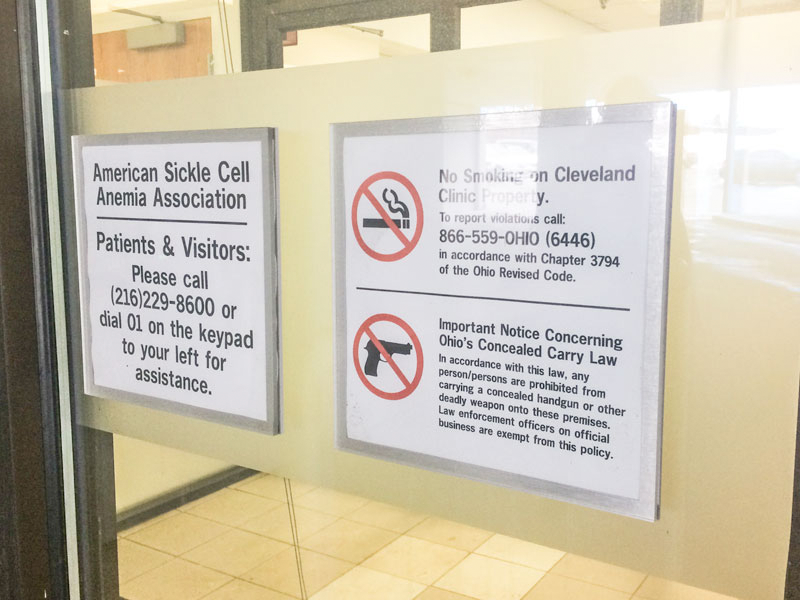 American Sickle Cell
Anemia Association
Patients & Visitors:
Please call
(216)229-8600 or
dial 01 on the keypad
to your left for
assistance.
No Smoking on Cleveland
Clinic Property.
To report violations call:
866-559-OHIO (6446)
in accordance with Chapter 3794
of the Ohio Revised Code.
Important Notice Concerning
Ohio's Concealed Carry Law
In accordance with this law, any
person/persons are prohibited from
carrying a concealed handgun or other
deadly weapon onto these premises.
Law enforcement officers on official
business are exempt from this policy.